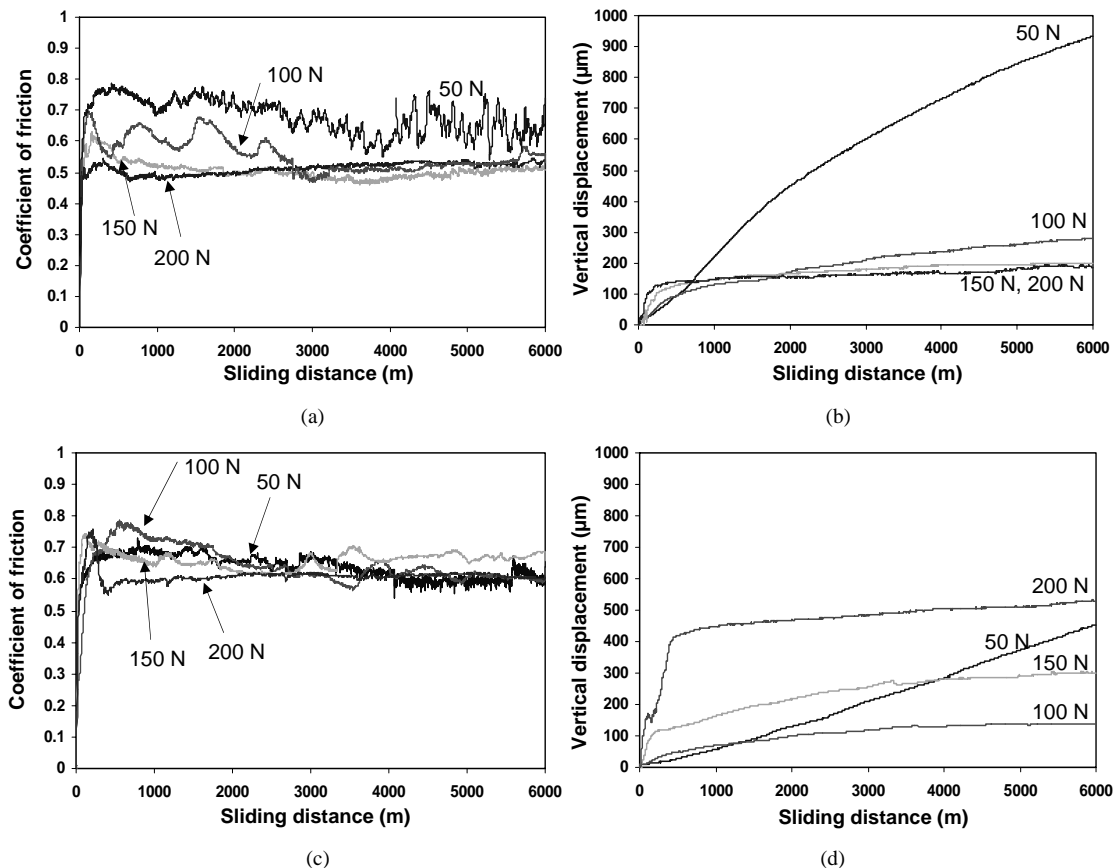 1
0.9
0.8
0.7
0.6
0.5
0.4
0.3
0.2
0.1
0
Coefficient of friction
100 N
50 N
150 N
200 N
0 1000 2000 3000 4000 5000 6000
Sliding distance (m)
(a)
1000
900
800
700
600
500
400
300
200
100
0
Vertical displacement (µm)
50 N
100 N
150 N, 200 N
0 1000 2000 3000 4000 5000 6000
Sliding distance (m)
(b)
1
0.9
0.8
0.7
0.6
0.5
0.4
0.3
0.2
0.1
0
Coefficient of friction
100 N
50 N
150 N
200 N
0 1000 2000 3000 4000 5000 6000
Sliding distance (m)
(c)
1000
900
800
700
600
500
400
300
200
100
0
Vertical displacement (µm)
200 N
50 N
150 N
100 N
0 1000 2000 3000 4000 5000 6000
Sliding distance (m)
(d)